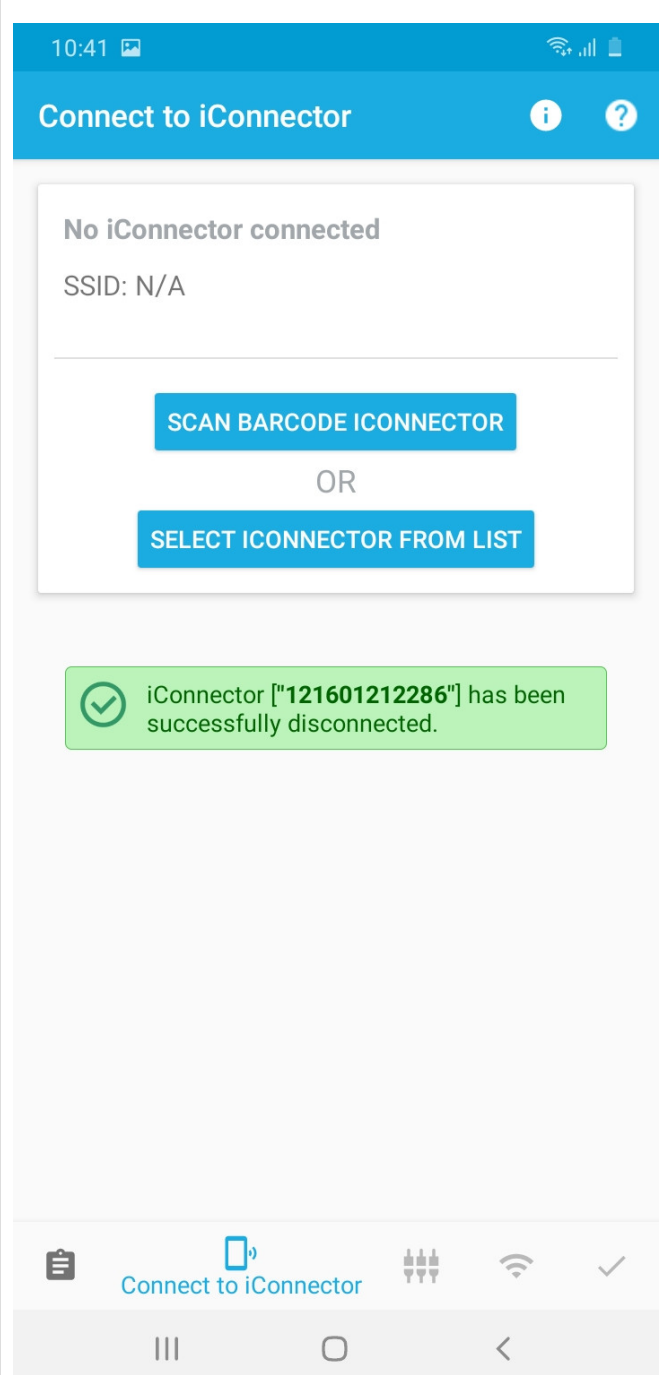 10:41
Connect to iConnector
No iConnector connected
SSID: N/A
SCAN BARCODE ICONNECTOR
OR
SELECT ICONNECTOR FROM LIST
iConnector ["121601212286"] has been
successfully disconnected.
Connect to iConnector